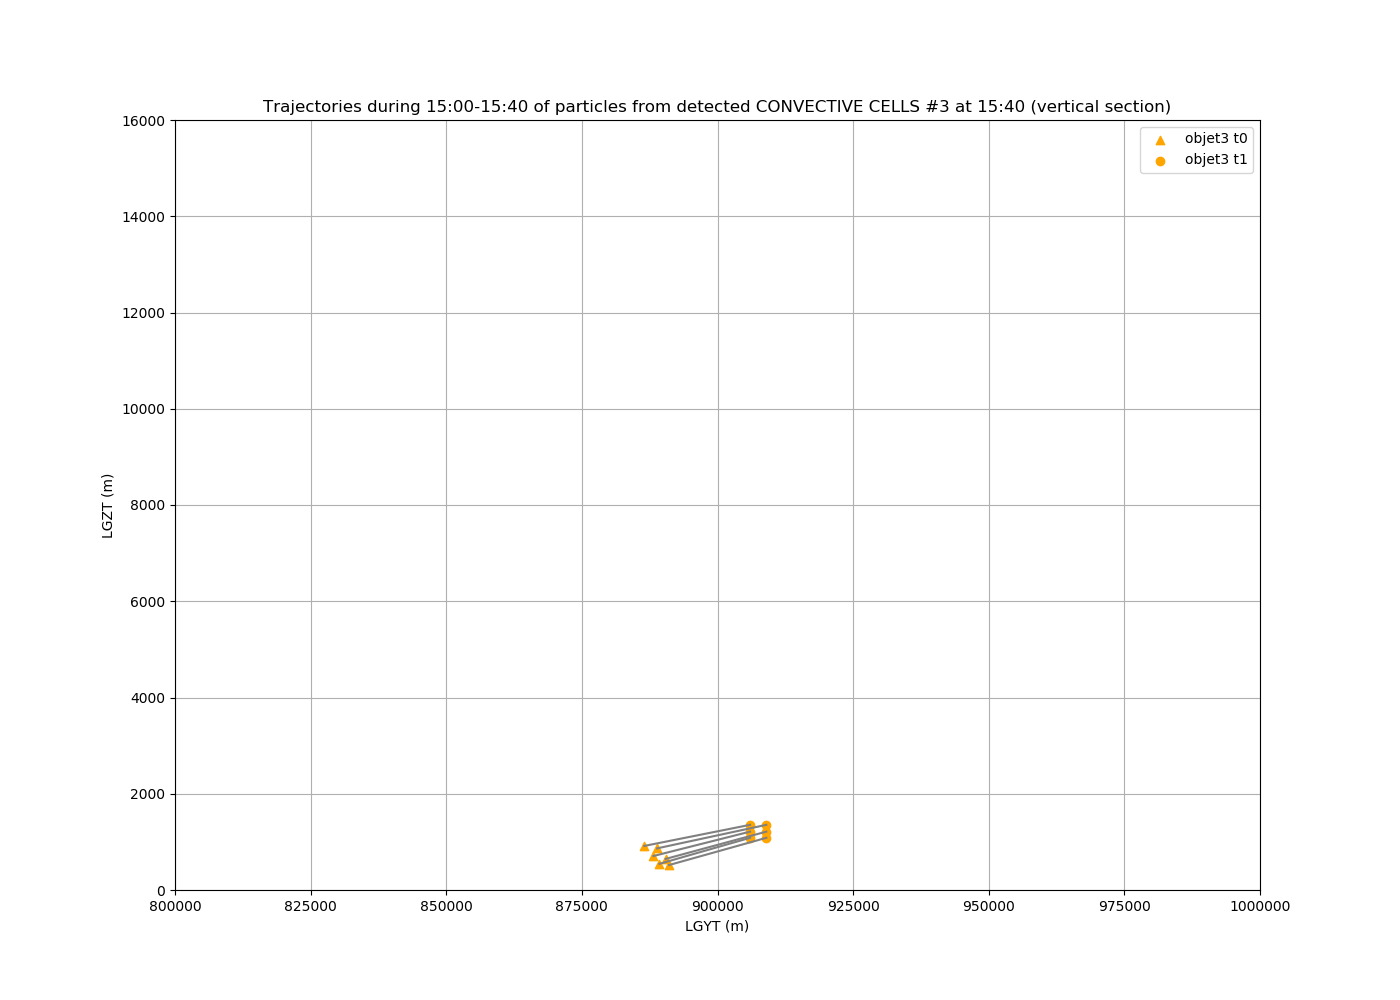 Trajectories during 15:00-15:40 of particles from detected CONVECTIVE CELLS #3 at 15:40 (vertical section)
objet3 t0
objet3 t1
16000
14000
12000
10000
8000
6000
4000
2000
0
LGZT (m)
800000 825000 850000 875000 900000 925000 950000 975000 1000000
LGYT (m)